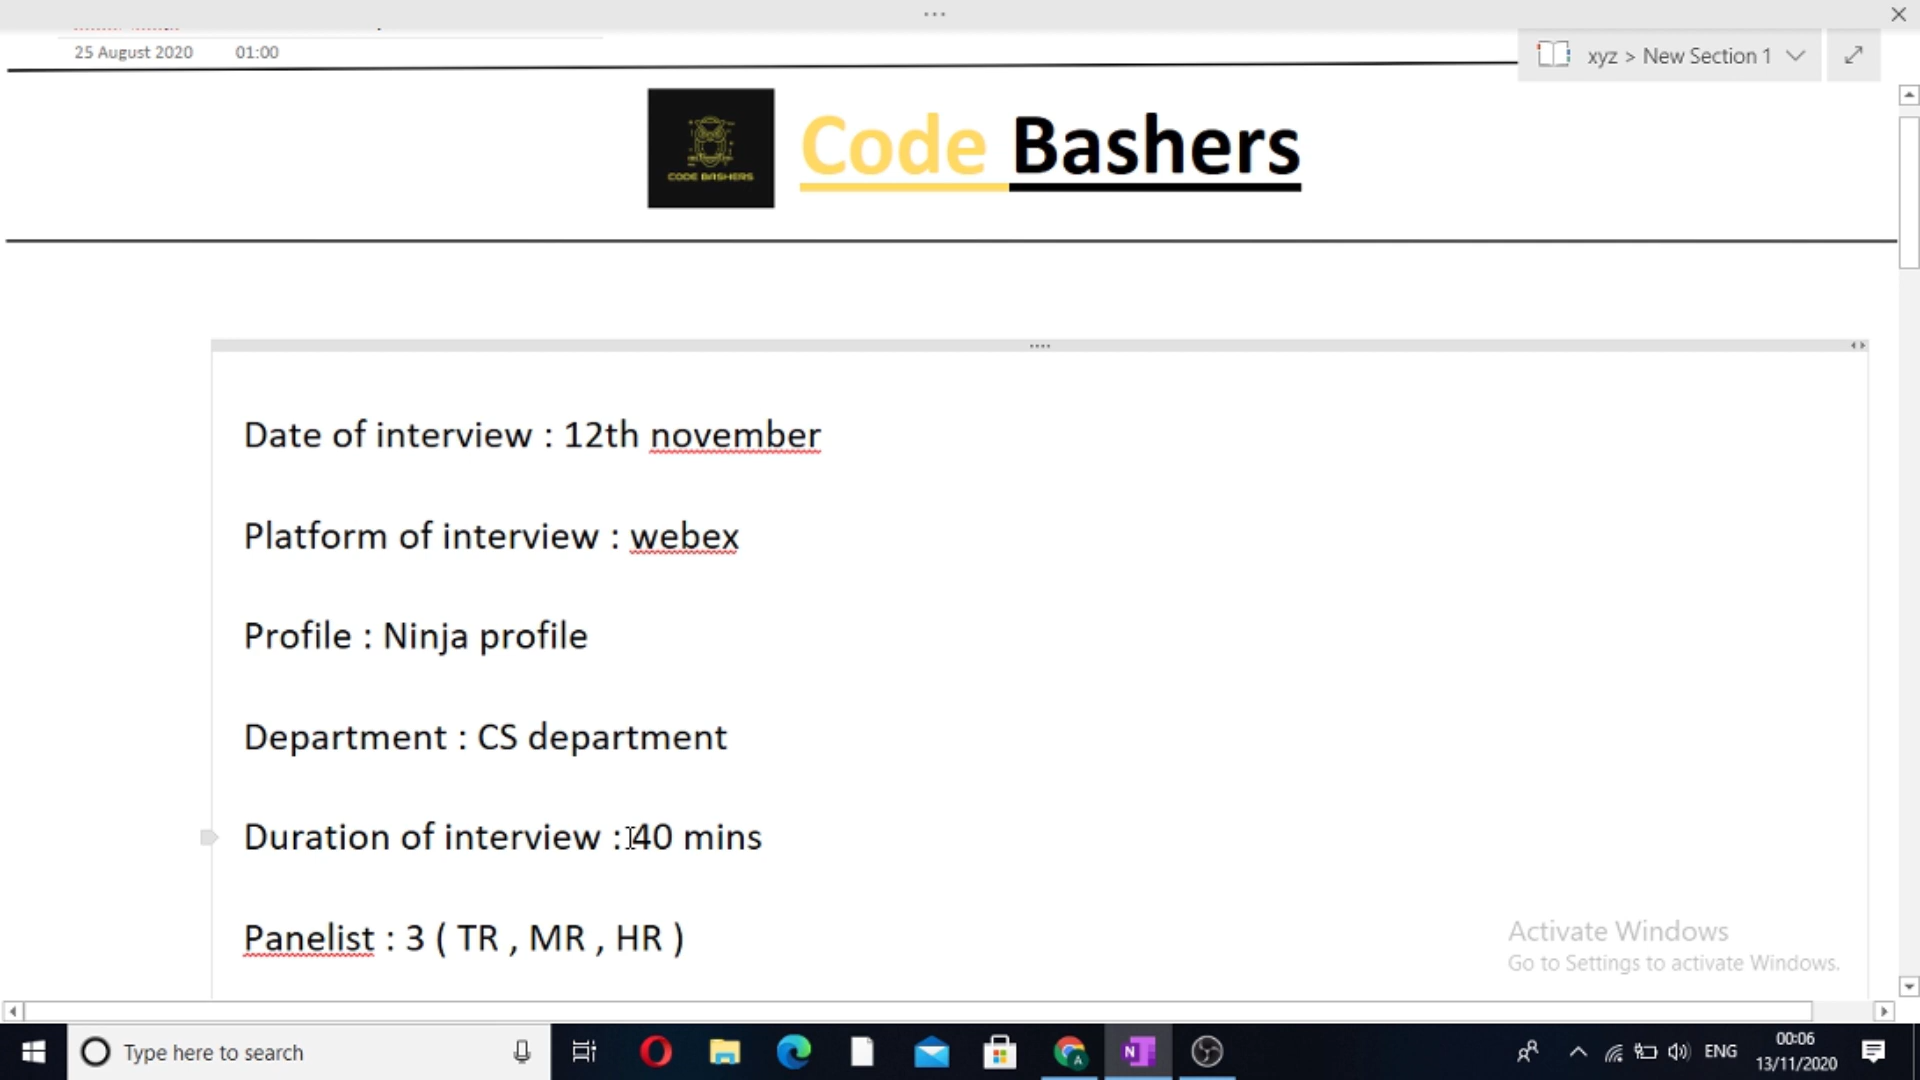 25 August 2020 01:00
xyz > New Section 1
CODE BASHERS
Code Bashers
Date of interview : 12th november
Platform of interview : webex
Profile : Ninja profile
Department : CS department
Duration of interview : 40 mins
Panelist : 3 ( TR , MR , HR )
Activate Windows
Go to Settings to activate Windows.
Type here to search
ENG
00:06
13/11/2020